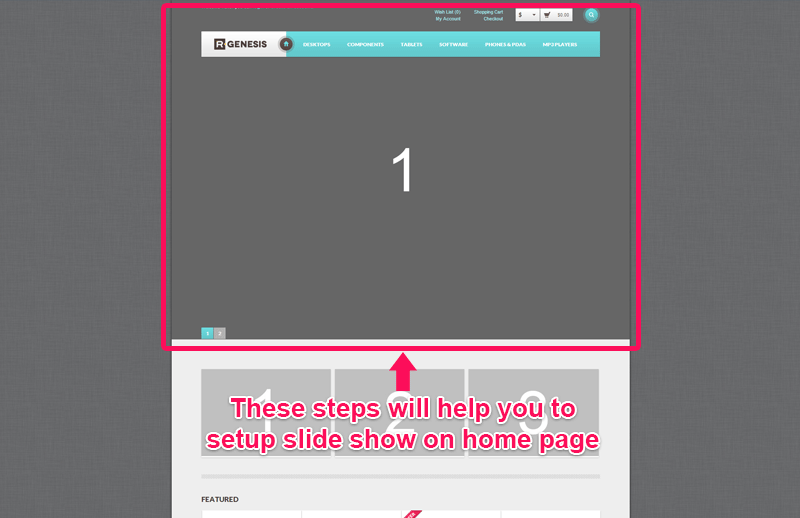 Wish List (0)
Shopping Cart
My Account
Checkout
$
$0.00
R GENESIS
DESKTOPS
COMPONENTS
TABLETS
SOFTWARE
PHONES & PDAS
MP3 PLAYERS
1
1
2
1
2
3
These steps will help you to
setup slide show on home page
FEATURED